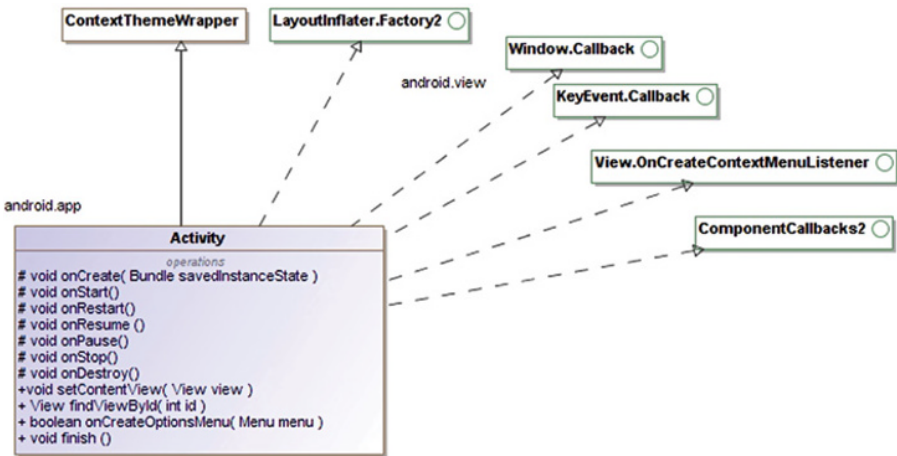 ContextThemeWrapper
LayoutInflater.Factory2
Window.Callback
android.view
KeyEvent.Callback
View.OnCreateContextMenuListener
android.app
ComponentCallbacks2
Activity
operations
# void onCreate( Bundle savedInstanceState )
# void onStart()
# void onRestart()
# void onResume ()
# void onPause()
# void onStop()
# void onDestroy()
+void setContentView( View view )
+ View findViewById( int id )
+ boolean onCreateOptionsMenu( Menu menu )
+ void finish ()